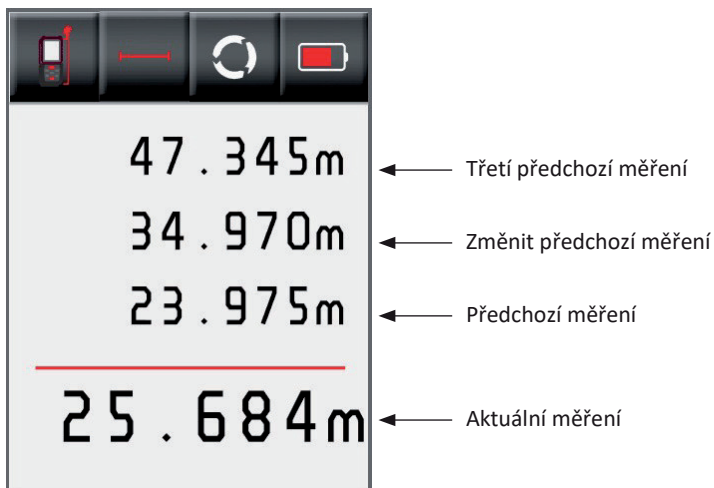 47.345m Třetí předchozí měření
34.970m Změnit předchozí měření
23.975m Předchozí měření
25.684m Aktuální měření